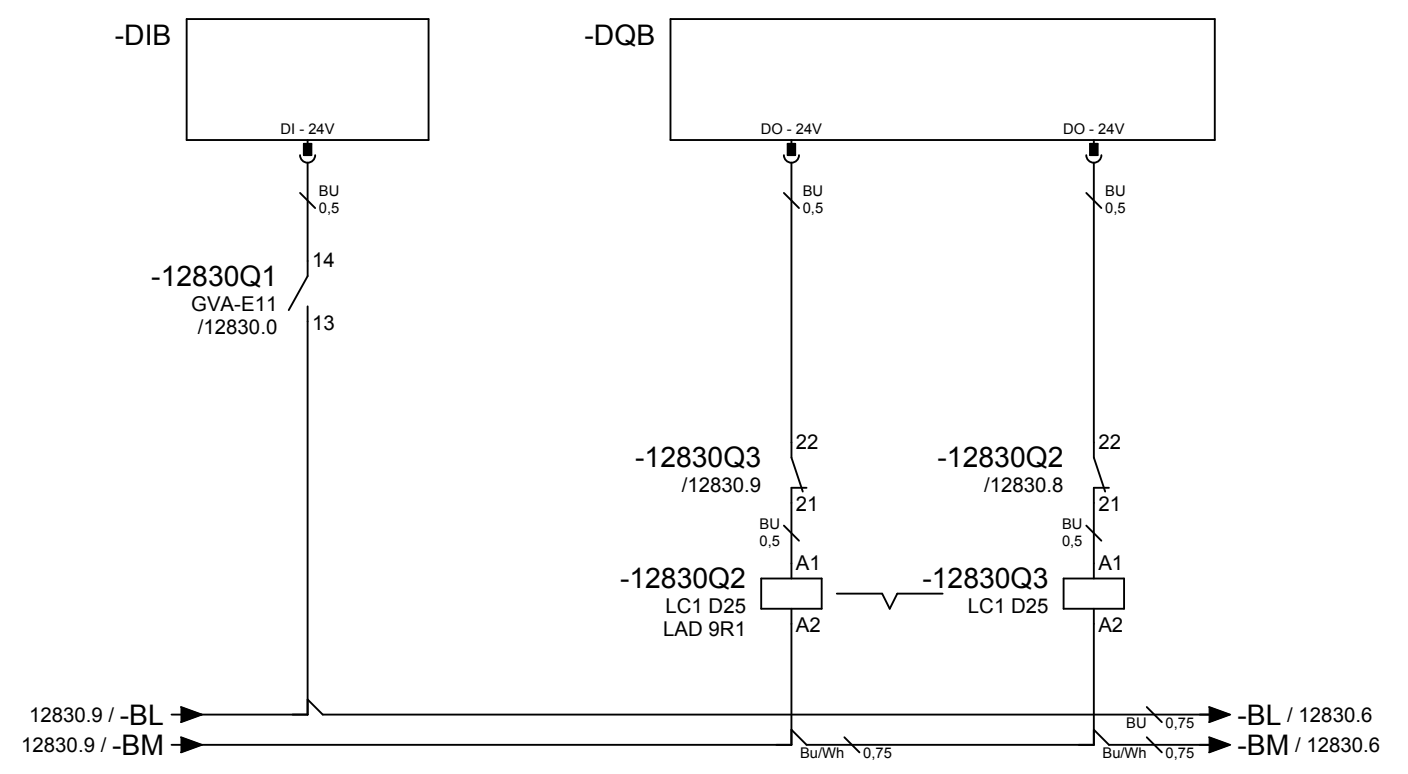 -DIB
DI - 24V
BU
0,5
14
-12830Q1
GVA-E11
/12830.0
13
-DQB
DO - 24V
DO - 24V
BU
0,5
BU
0,5
22
-12830Q3
/12830.9
21
BU
0,5
A1
-12830Q2
LC1 D25
LAD 9R1
A2
22
-12830Q2
/12830.8
21
BU
0,5
A1
-12830Q3
LC1 D25
A2
12830.9 / -BL
BU 0,75
-BL / 12830.6
12830.9 / -BM
Bu/Wh 0,75
Bu/Wh 0,75
-BM / 12830.6